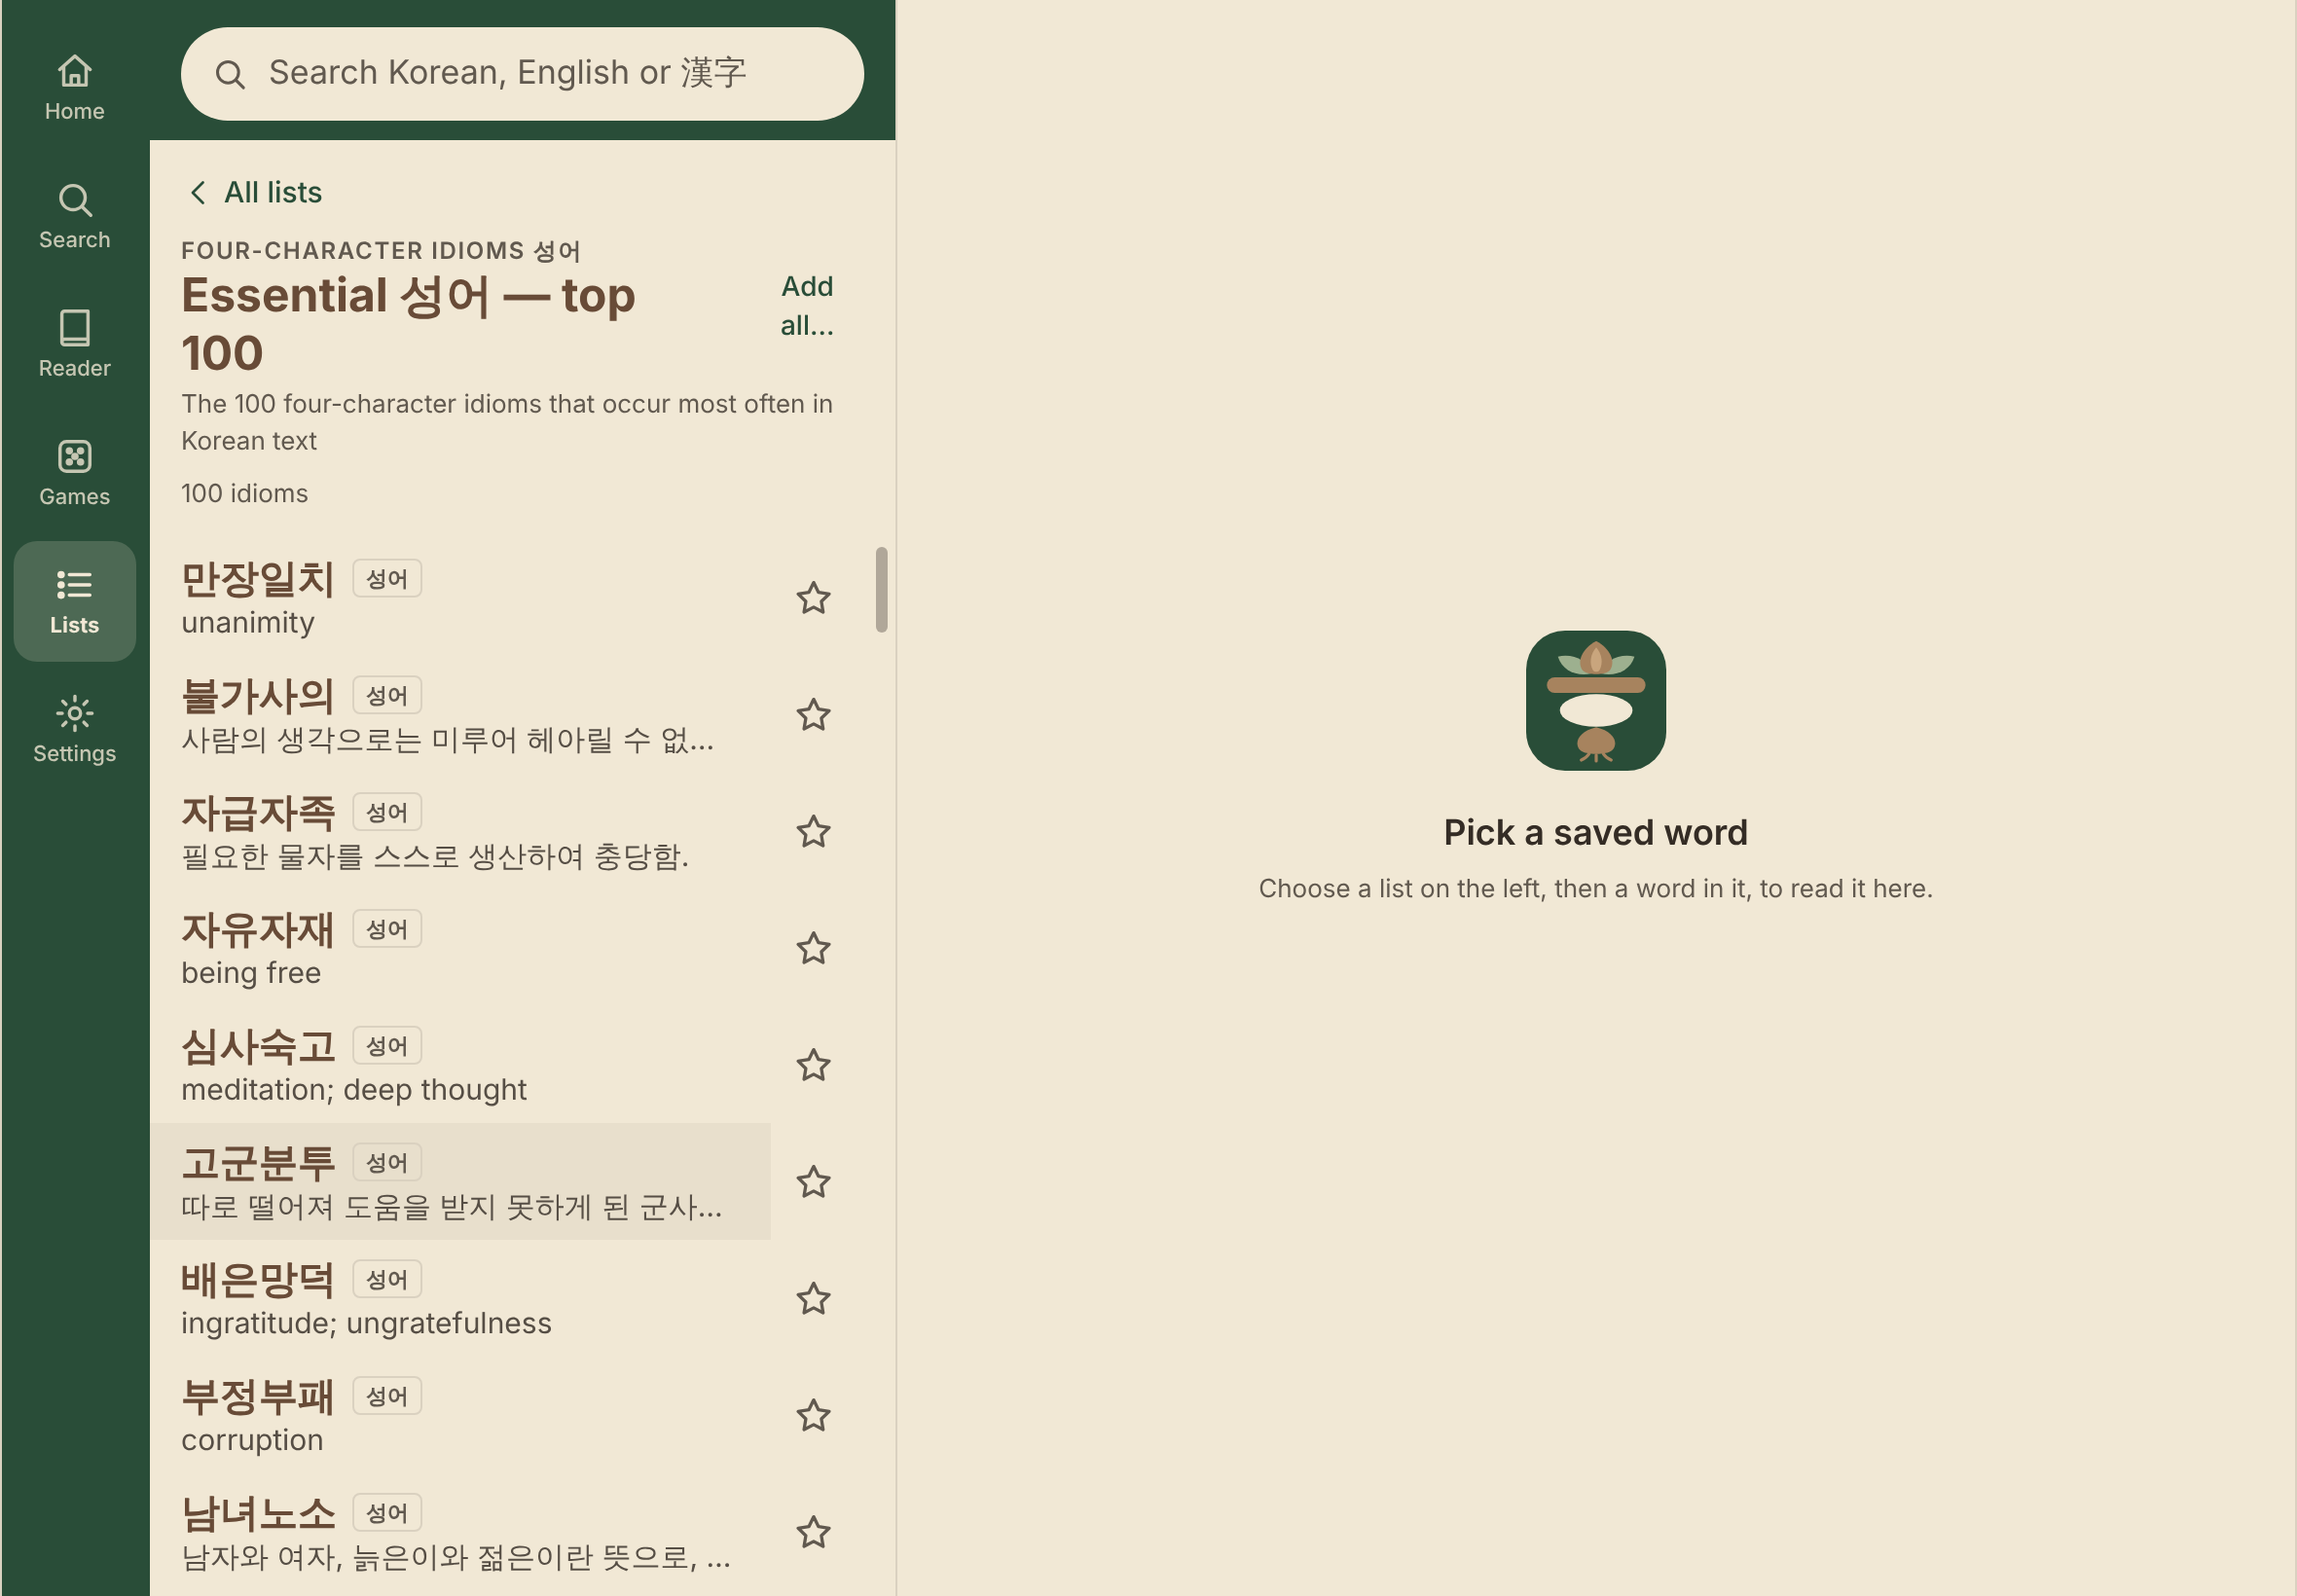 Home
Search
Reader
Games
Lists
Settings
Search Korean, English or 漢字
All lists
FOUR-CHARACTER IDIOMS 성어
Essential 성어 — top
100
Add
all...
The 100 four-character idioms that occur most often in
Korean text
100 idioms
만장일치 성어
unanimity
불가사의 성어
사람의 생각으로는 미루어 헤아릴 수 없...
자급자족 성어
필요한 물자를 스스로 생산하여 충당함.
자유자재 성어
being free
심사숙고 성어
meditation; deep thought
고군분투 성어
따로 떨어져 도움을 받지 못하게 된 군사...
배은망덕 성어
ingratitude; ungratefulness
부정부패 성어
corruption
남녀노소 성어
남자와 여자, 늙은이와 젊은이란 뜻으로, ...
Pick a saved word
Choose a list on the left, then a word in it, to read it here.